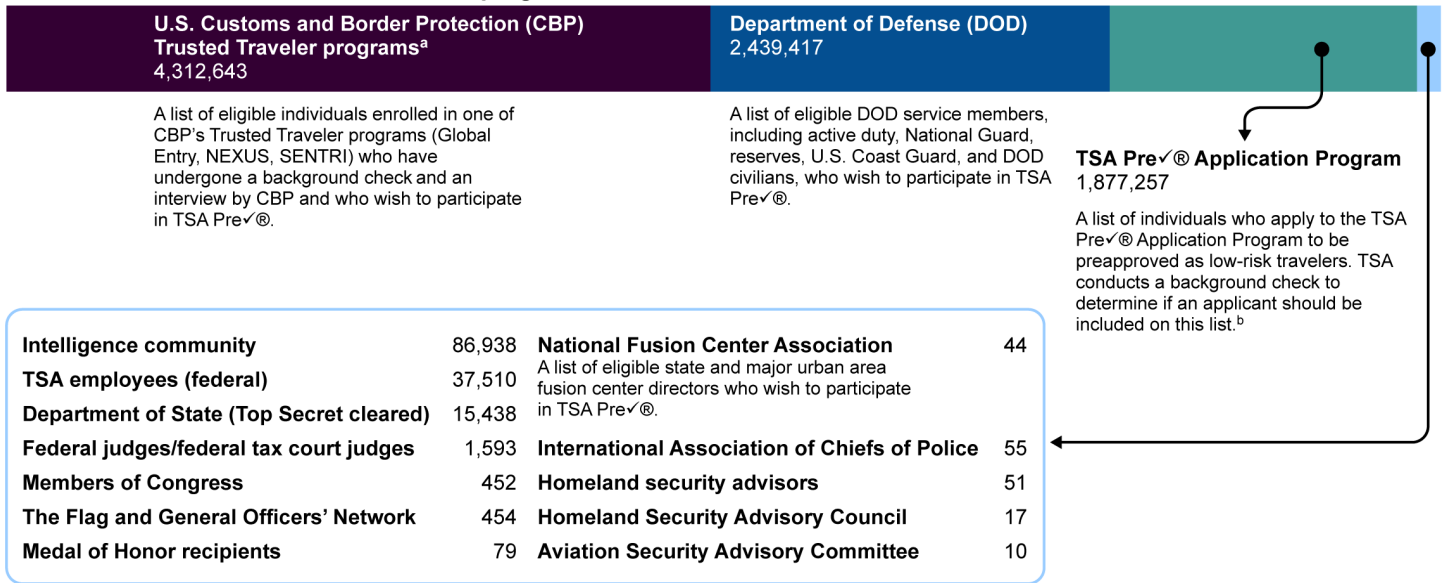 U.S. Customs and Border Protection (CBP)
Trusted Traveler programsᵃ
4,312,643
A list of eligible individuals enrolled in one of
CBP's Trusted Traveler programs (Global
Entry, NEXUS, SENTRI) who have
undergone a background check and an
interview by CBP and who wish to participate
in TSA Pre✓®.
Department of Defense (DOD)
2,439,417
A list of eligible DOD service members,
including active duty, National Guard,
reserves, U.S. Coast Guard, and DOD
civilians, who wish to participate in TSA
Pre✓®.
TSA Pre✓® Application Program
1,877,257
A list of individuals who apply to the TSA
Pre✓® Application Program to be
preapproved as low-risk travelers. TSA
conducts a background check to
determine if an applicant should be
included on this list.ᵇ
Intelligence community 86,938
TSA employees (federal) 37,510
Department of State (Top Secret cleared) 15,438
Federal judges/federal tax court judges 1,593
Members of Congress 452
The Flag and General Officers' Network 454
Medal of Honor recipients 79
National Fusion Center Association 44
A list of eligible state and major urban area
fusion center directors who wish to participate
in TSA Pre✓®.
International Association of Chiefs of Police 55
Homeland security advisors 51
Homeland Security Advisory Council 17
Aviation Security Advisory Committee 10